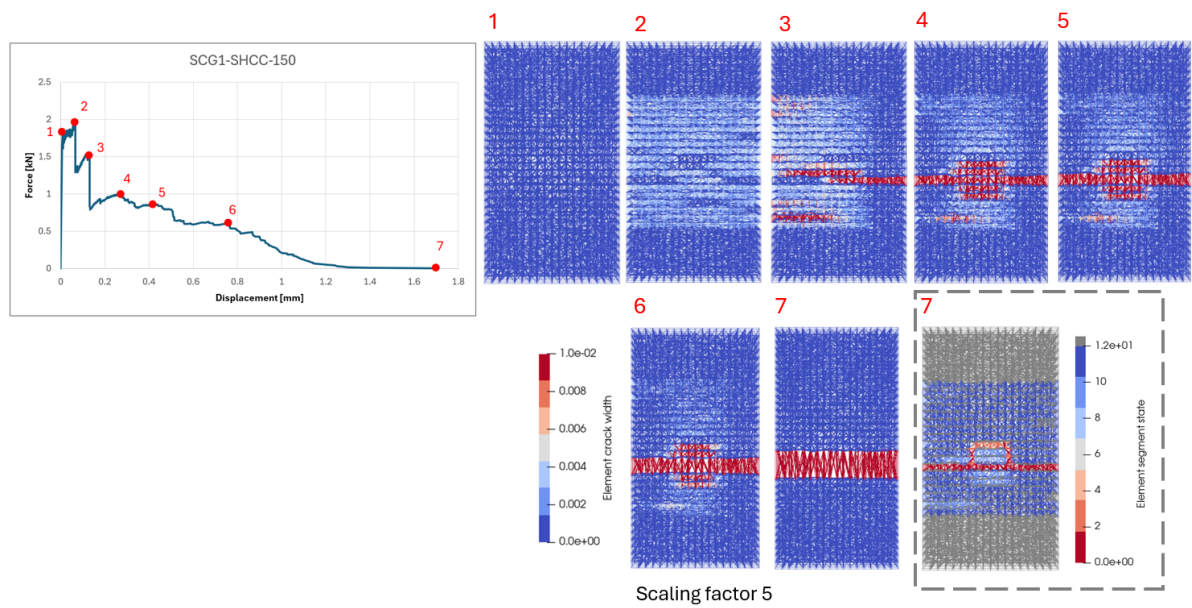 1
2
3
4
5
SCG1-SHCC-150
2.5
2
1.5
1
0.5
0
Force [kN]
1
2
3
4
5
6
7
0 0.2 0.4 0.6 0.8 1 1.2 1.4 1.6 1.8
Displacement [mm]
6
7
7
1.0e-02
0.008
0.006
0.004
0.002
0.0e+00
Element crack width
1.2e+01
10
8
6
4
2
0.0e+00
Element segment state
Scaling factor 5